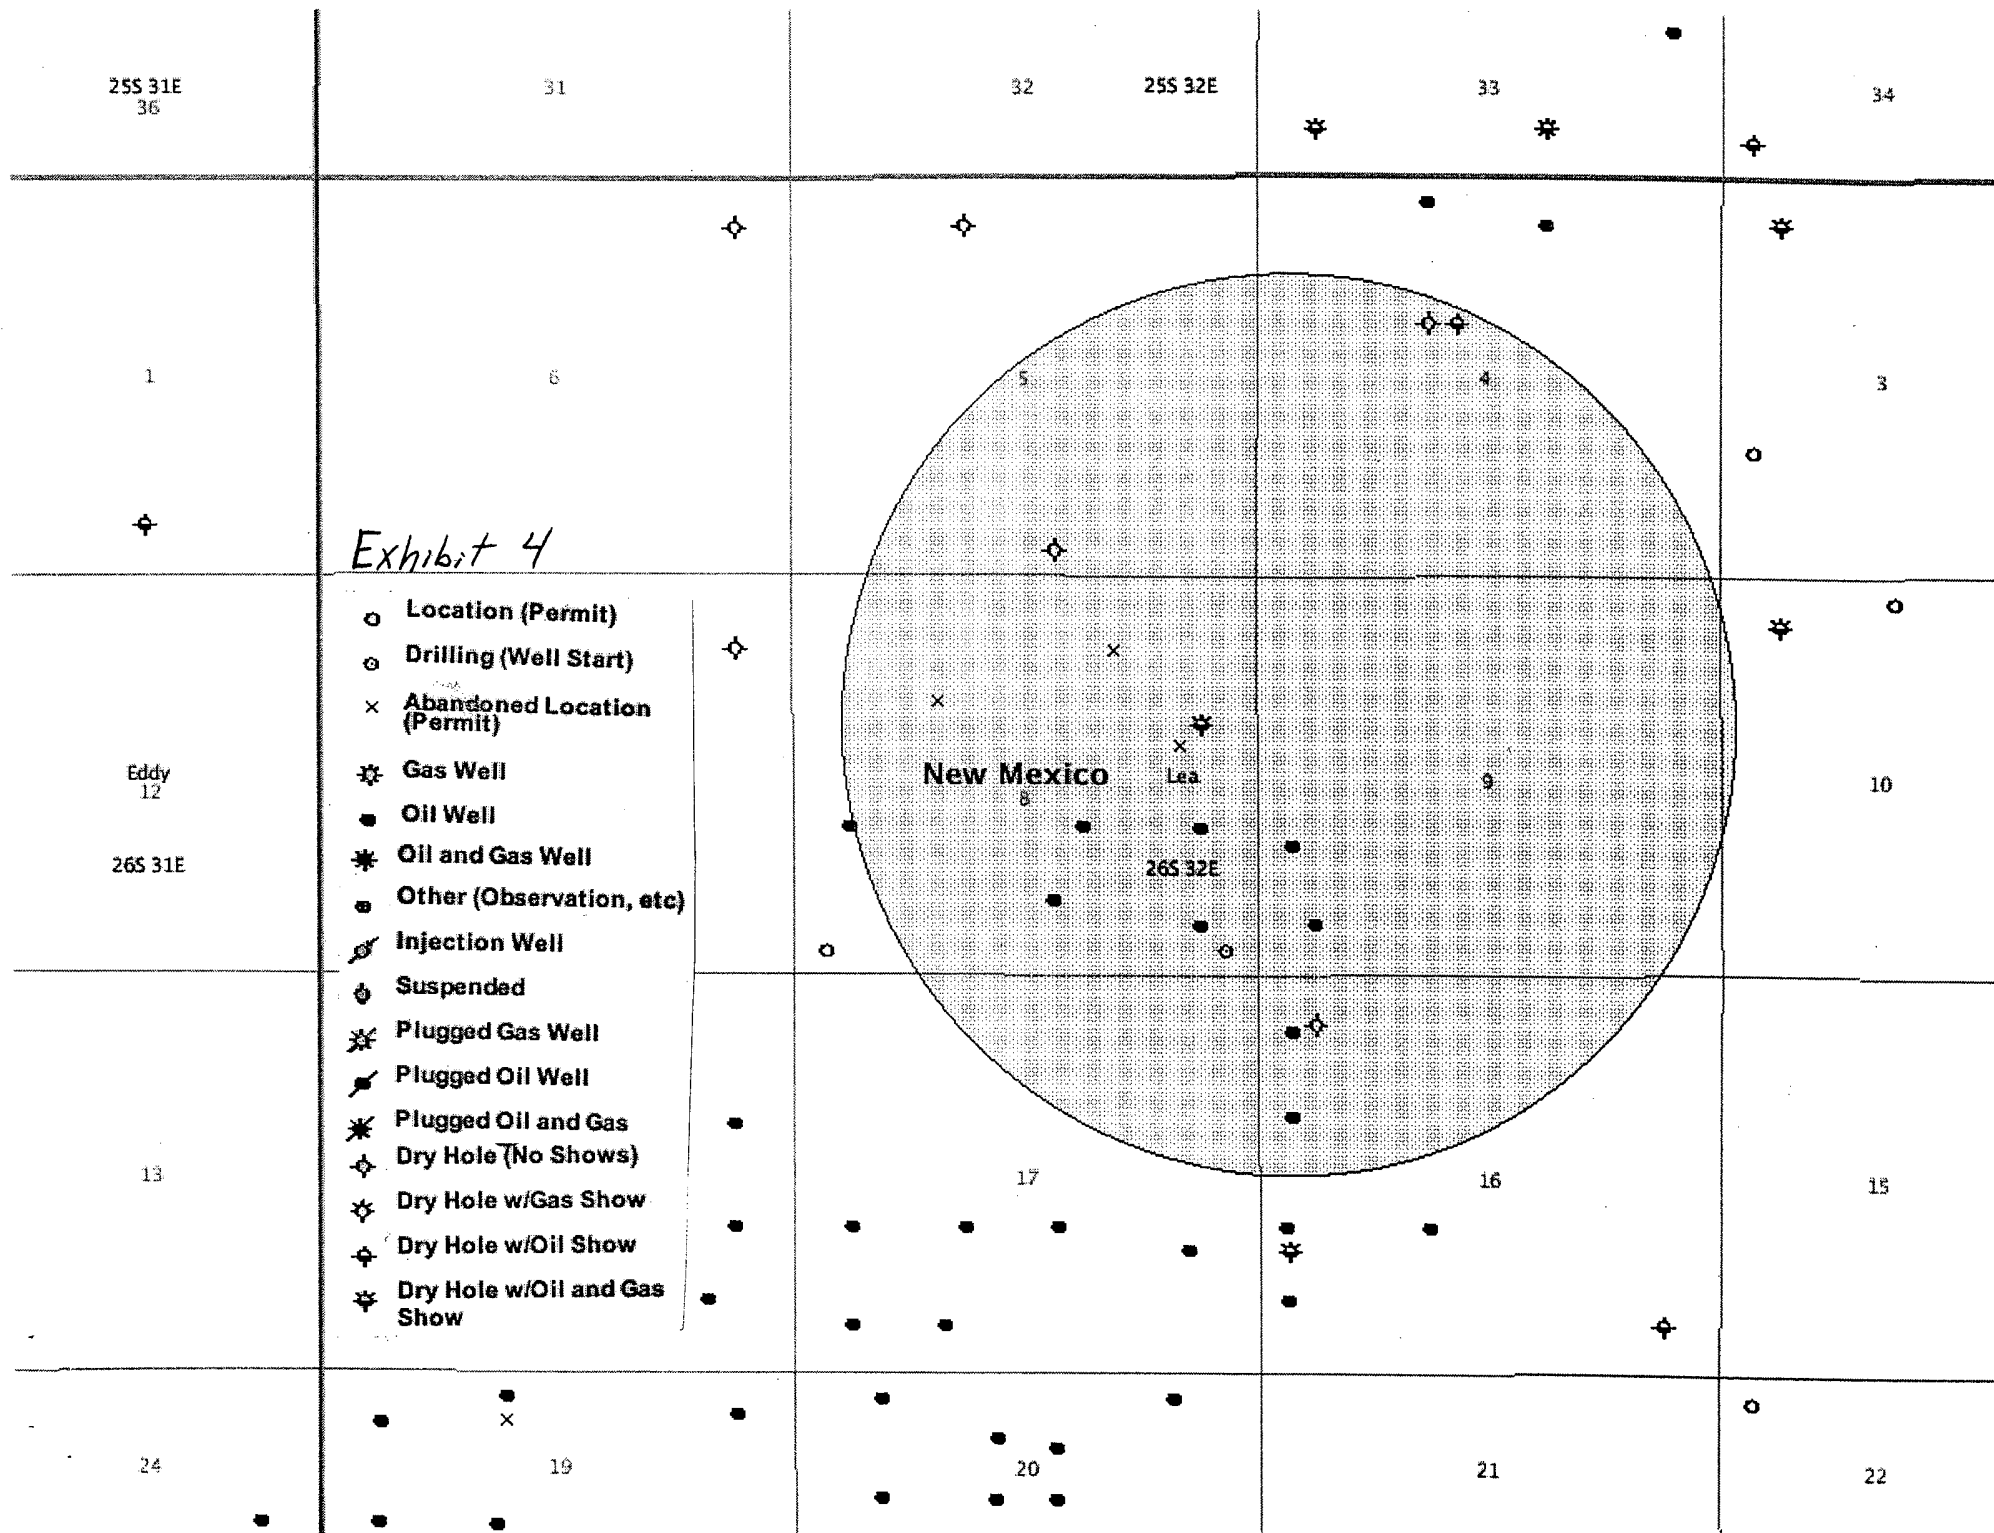 25S 31E
36
31
32
25S 32E
33
34
1
6
5
4
3
Exhibit 4
Location (Permit)
Drilling (Well Start)
Abandoned Location
(Permit)
Gas Well
Oil Well
Oil and Gas Well
Other (Observation, etc)
Injection Well
Suspended
Plugged Gas Well
Plugged Oil Well
Plugged Oil and Gas
Dry Hole (No Shows)
Dry Hole w/Gas Show
Dry Hole w/Oil Show
Dry Hole w/Oil and Gas
Show
Eddy
12
26S 31E
New Mexico
8
Lea
9
10
26S 32E
13
17
16
15
24
19
20
21
22